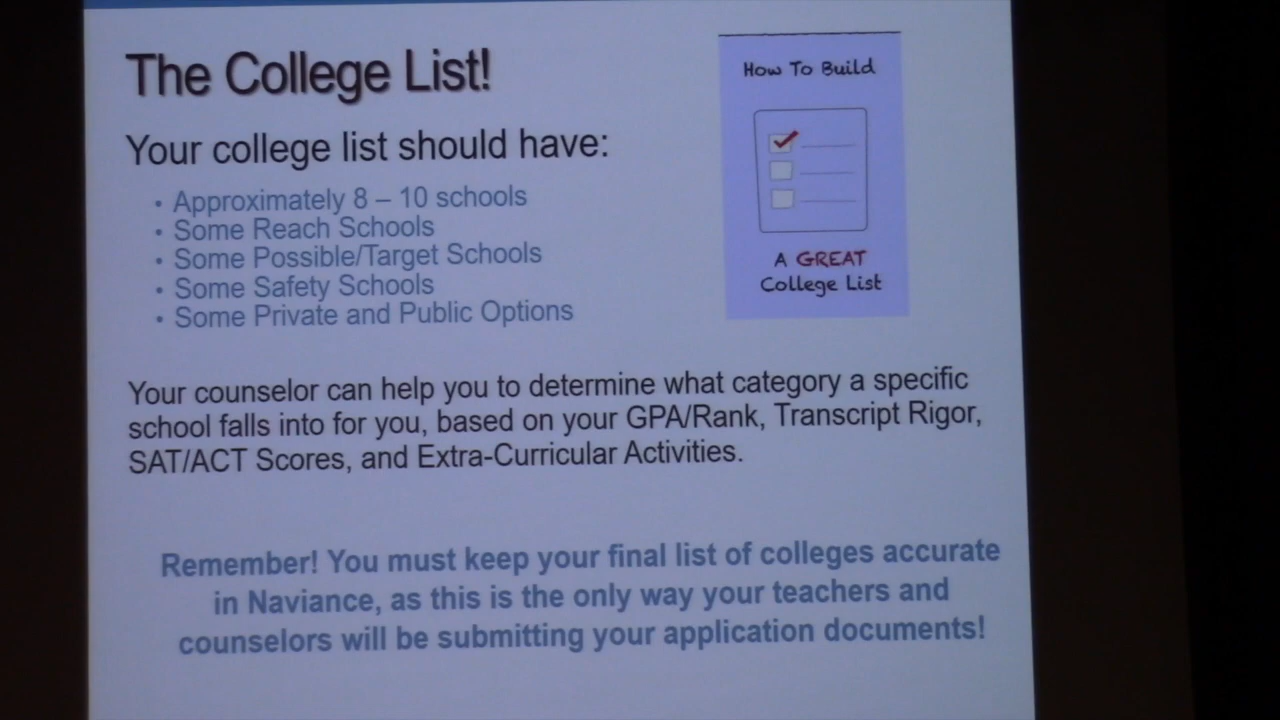 The College List!
Your college list should have:
• Approximately 8 – 10 schools
• Some Reach Schools
• Some Possible/Target Schools
• Some Safety Schools
• Some Private and Public Options
How To Build
A GREAT
College List
Your counselor can help you to determine what category a specific
school falls into for you, based on your GPA/Rank, Transcript Rigor,
SAT/ACT Scores, and Extra-Curricular Activities.
Remember! You must keep your final list of colleges accurate
in Naviance, as this is the only way your teachers and
counselors will be submitting your application documents!